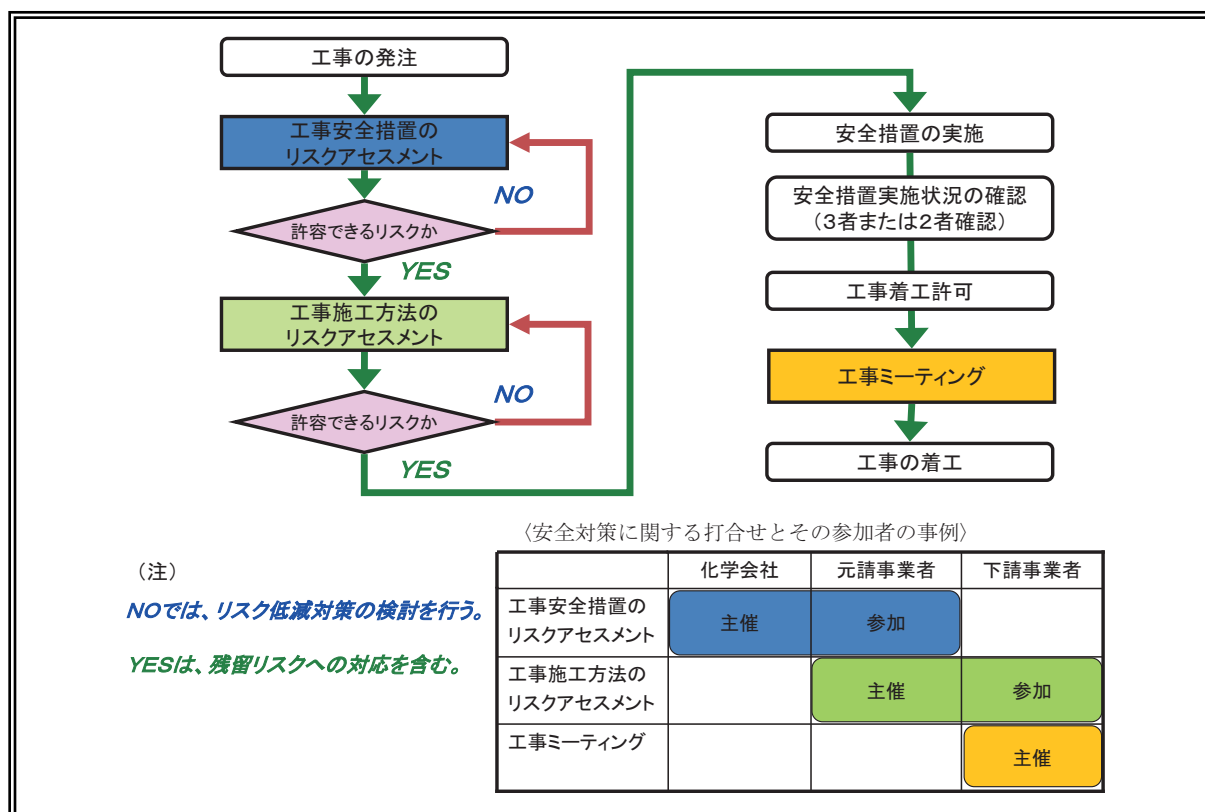 工事の発注
工事安全措置の
リスクアセスメント
NO
許容できるリスクか
YES
工事施工方法の
リスクアセスメント
NO
許容できるリスクか
YES
安全措置の実施
安全措置実施状況の確認
（３者または２者確認）
工事着工許可
工事ミーティング
工事の着工
（注）
NOでは、リスク低減対策の検討を行う。
YESは、残留リスクへの対応を含む。
〈安全対策に関する打合せとその参加者の事例〉
化学会社 元請事業者 下請事業者
工事安全措置の
リスクアセスメント 主催 参加
工事施工方法の
リスクアセスメント 主催 参加
工事ミーティング 主催